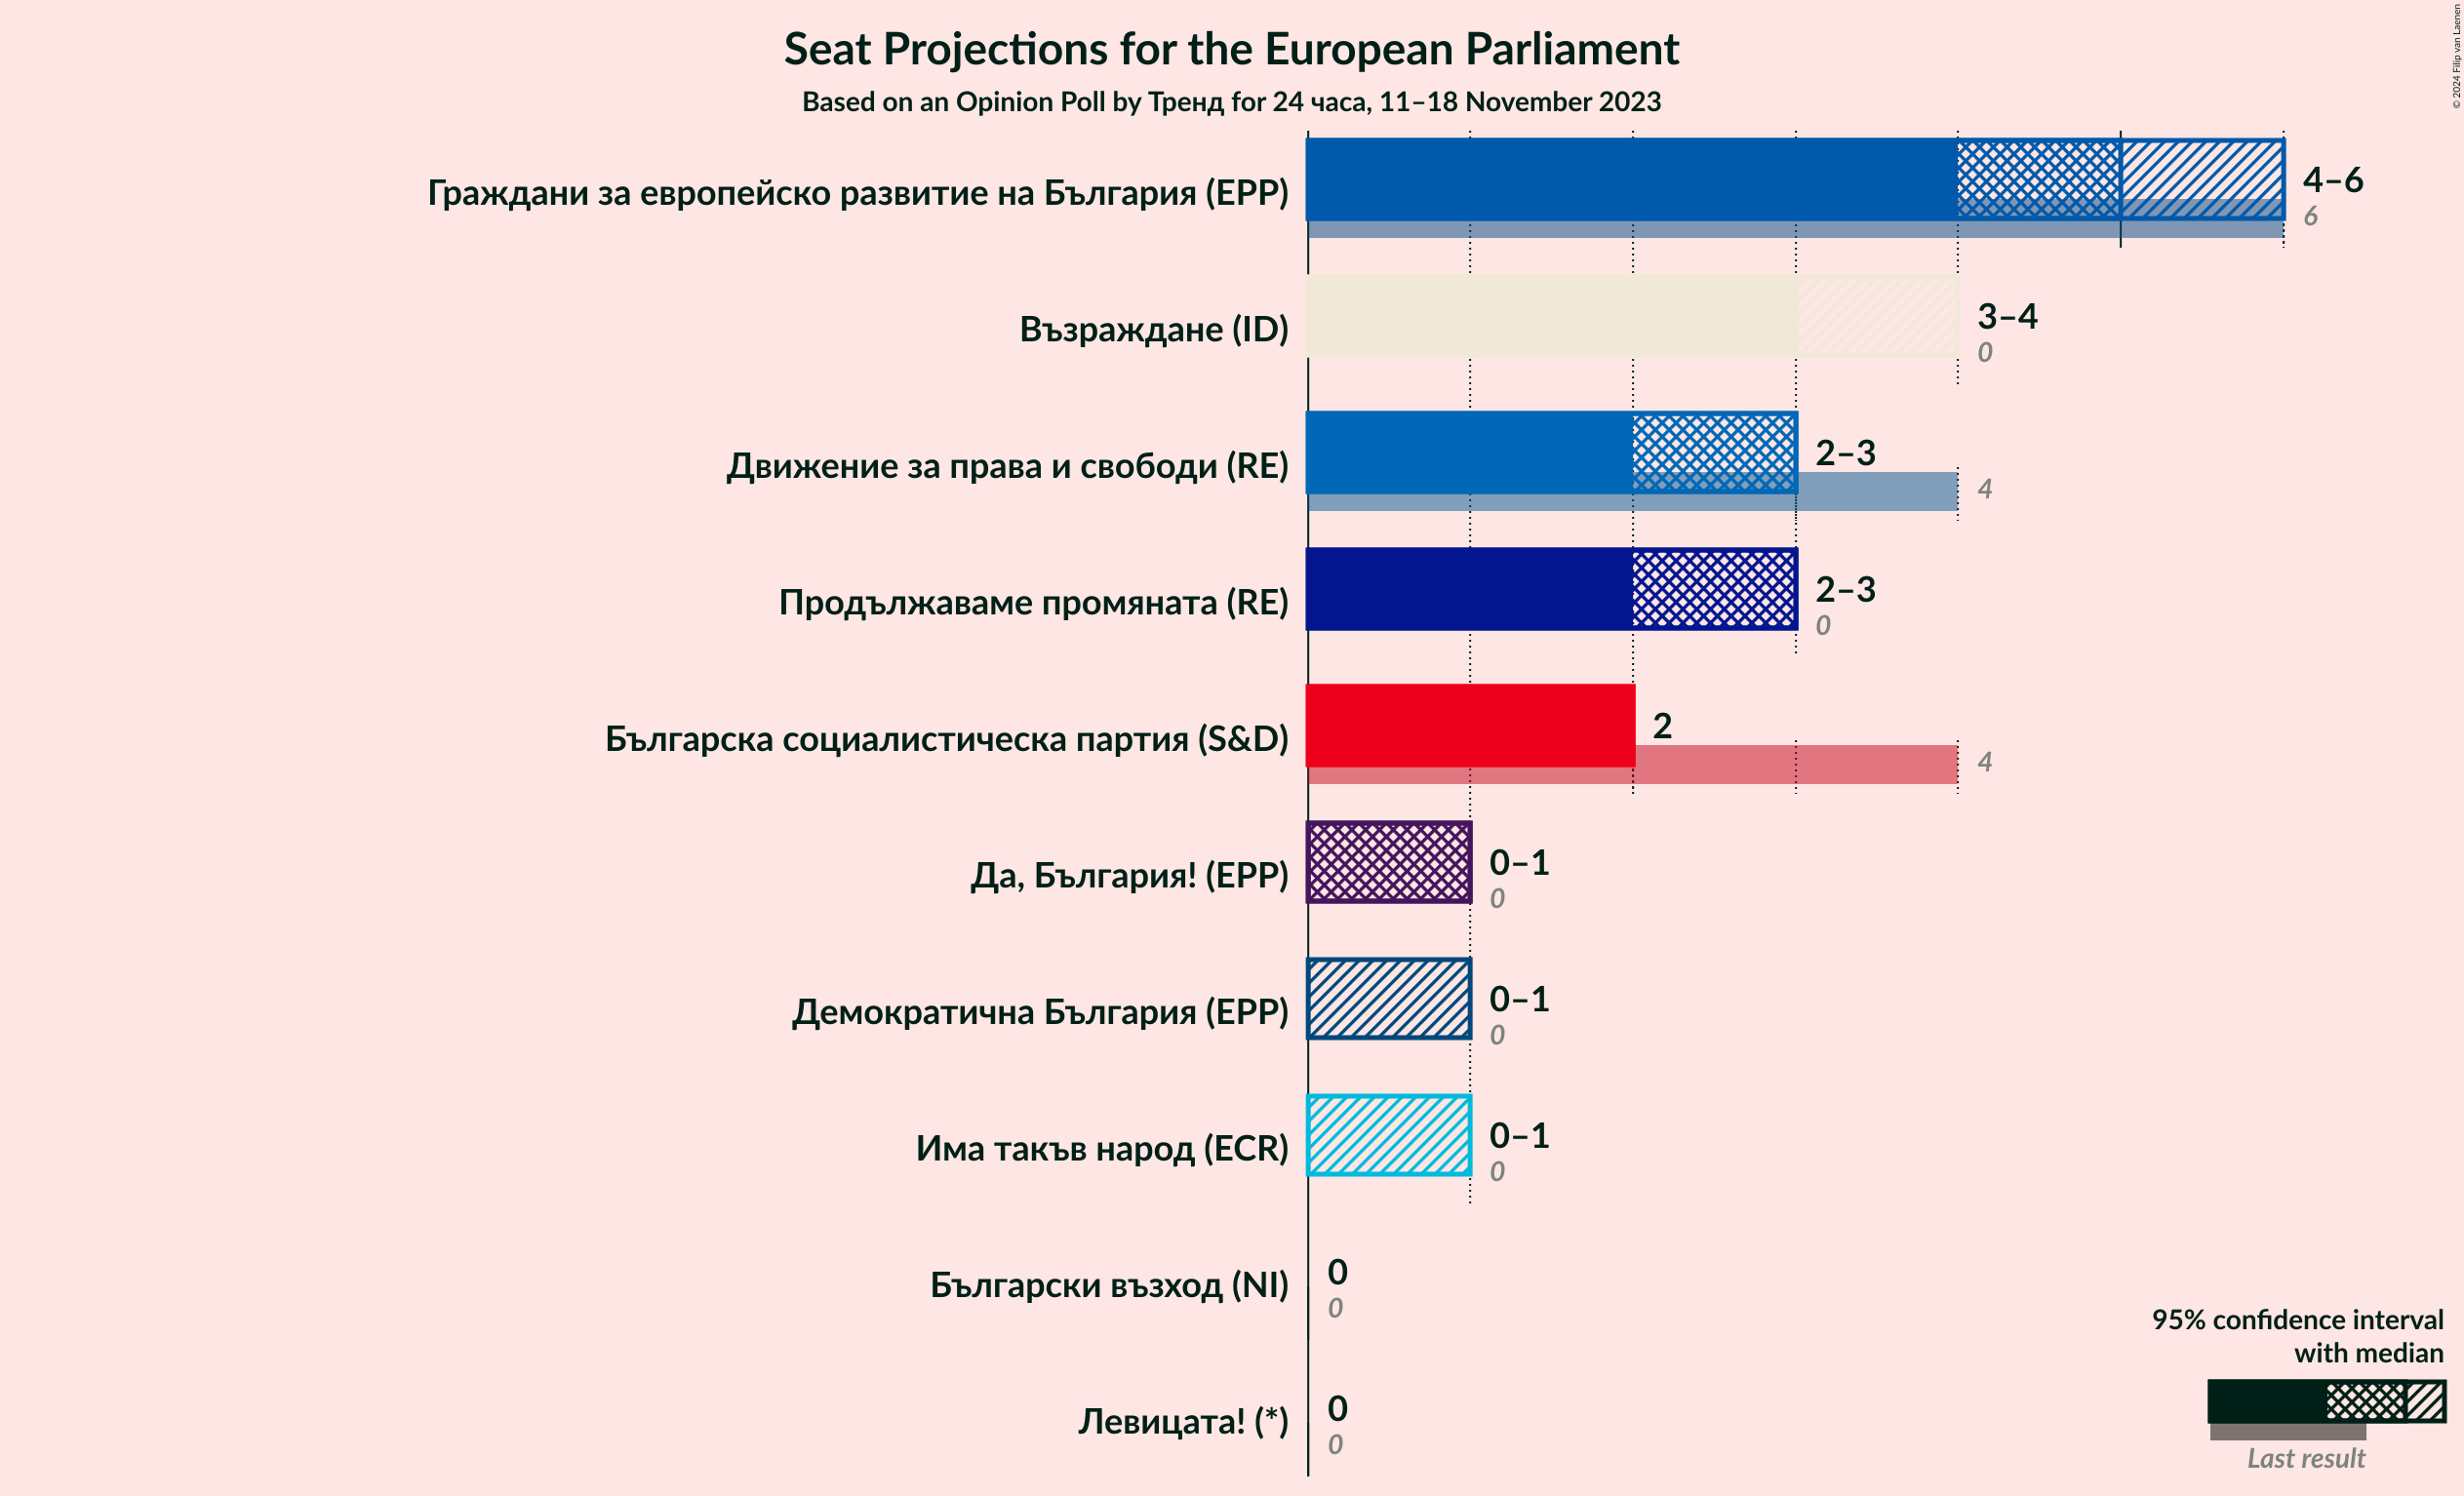 Seat Projections for the European Parliament
Based on an Opinion Poll by Тренд for 24 часа, 11–18 November 2023
© 2024 Filip van Laenen
Граждани за европейско развитие на България (EPP)
4–6
6
Възраждане (ID)
3–4
0
Движение за права и свободи (RE)
2–3
4
Продължаваме промяната (RE)
2–3
0
Българска социалистическа партия (S&D)
2
4
Да, България! (EPP)
0–1
0
Демократична България (EPP)
0–1
0
Има такъв народ (ECR)
0–1
0
Български възход (NI)
0
0
Левицата! (*)
0
0
95% confidence interval
with median
Last result